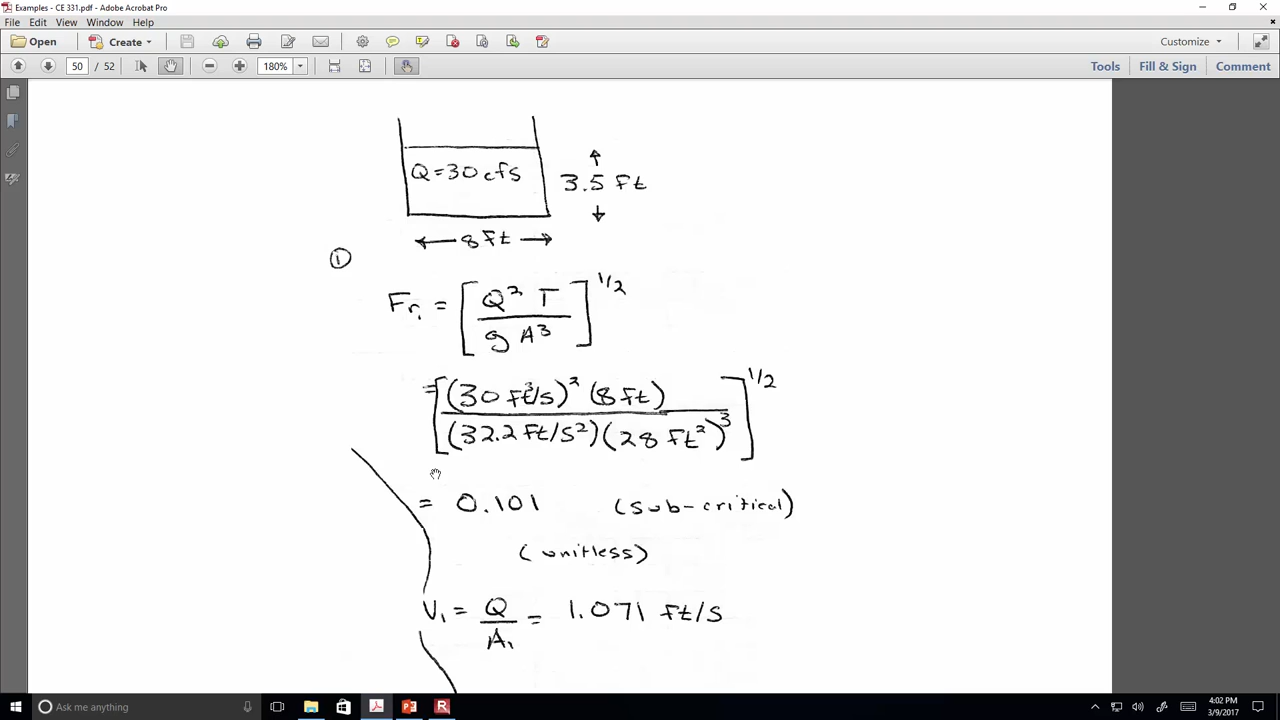 Examples - CE 331.pdf - Adobe Acrobat Pro
File Edit View Window Help
Open Create Customize
50 / 52 180% Tools Fill & Sign Comment
Q = 30 cfs
3.5 ft
8 ft
①
Fr₁ = [Q² T / g A³]^1/2
= [(30 ft³/s)² (8 ft) / (32.2 ft/s²)(28 ft²)³]^1/2
= 0.101 (sub-critical)
(unitless)
V₁ = Q / A₁ = 1.071 ft/s
Ask me anything
4:02 PM
3/9/2017